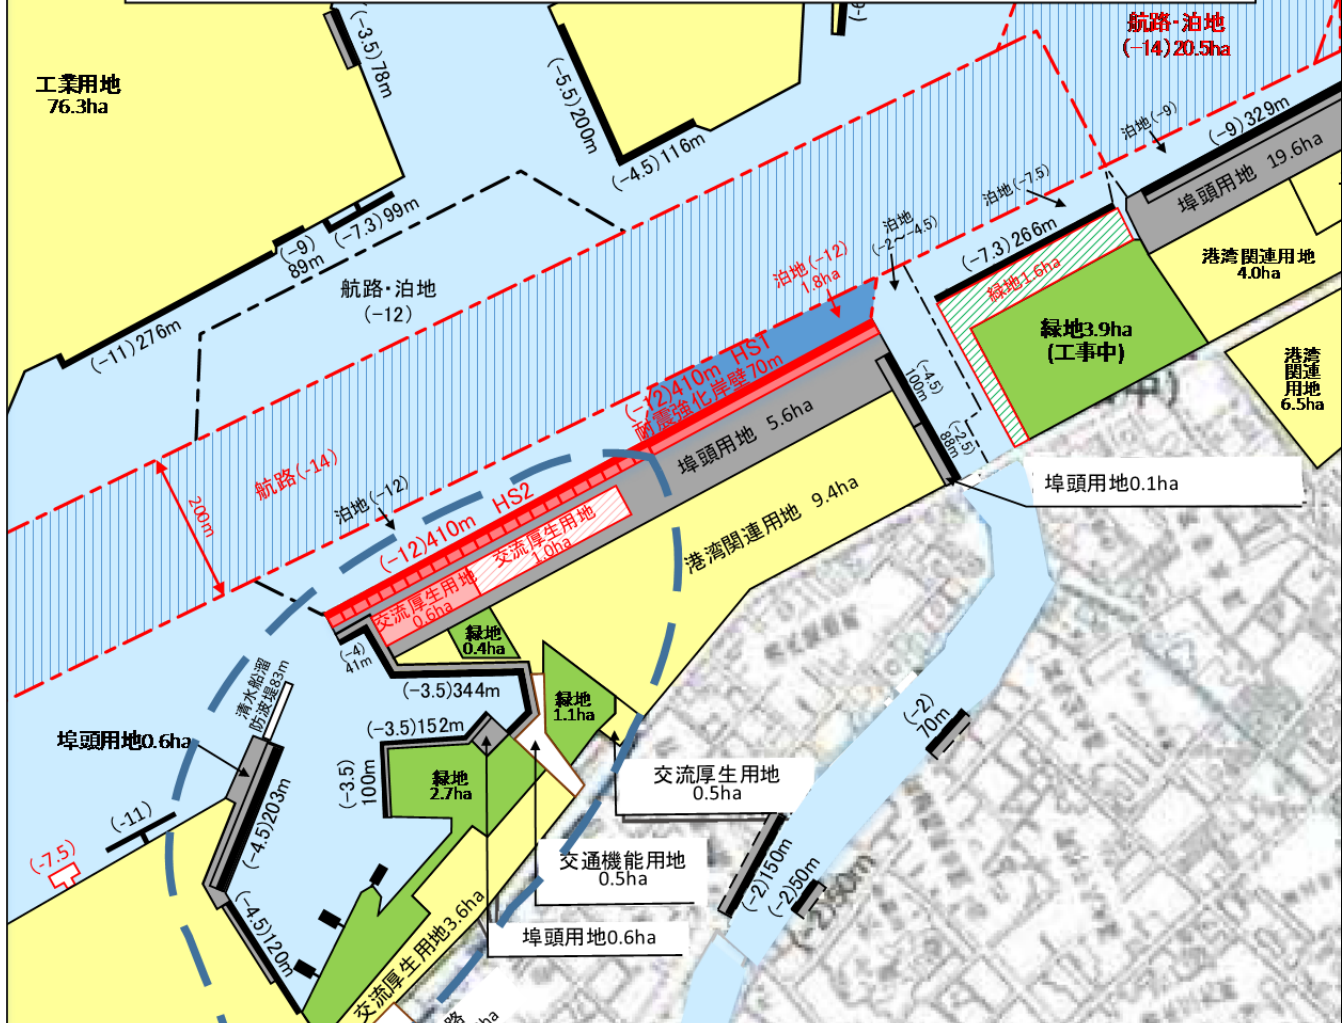 (-3.5)78m
(-5.5)200m
(-4.5)116m
航路・泊地
(-14)20.5ha
工業用地
76.3ha
(-9)
89m
(-7.3)99m
(-11)276m
航路・泊地
(-12)
泊地(-9)
(-9)329m
埠頭用地 19.6ha
泊地(-7.5)
泊地
(-2～-4.5)
(-7.3)266m
泊地(-12)
1.8ha
緑地1.6ha
緑地3.9ha
(工事中)
中)
港湾関連用地
4.0ha
港湾
関連
用地
6.5ha
(-12)410m HS1
耐震強化岸壁70m
埠頭用地 5.6ha
(-4.5)
100m
(-2.5)
88m
埠頭用地0.1ha
航路(-14)
200m
泊地(-12)
(-12)410m HS2
交流厚生用地
1.0ha
交流厚生用地
0.6ha
港湾関連用地 9.4ha
緑地
0.4ha
(-4)
41m
(-3.5)344m
緑地
1.1ha
清水船溜
防波堤83m
埠頭用地0.6ha
(-3.5)152m
(-3.5)
100m
緑地
2.7ha
(-2)
70m
交流厚生用地
0.5ha
(-11)
(-7.5)
(-4.5)203m
(-4.5)120m
交通機能用地
0.5ha
(-2)150m
(-2)50m
埠頭用地0.6ha
交流厚生用地3.6ha
路
ha